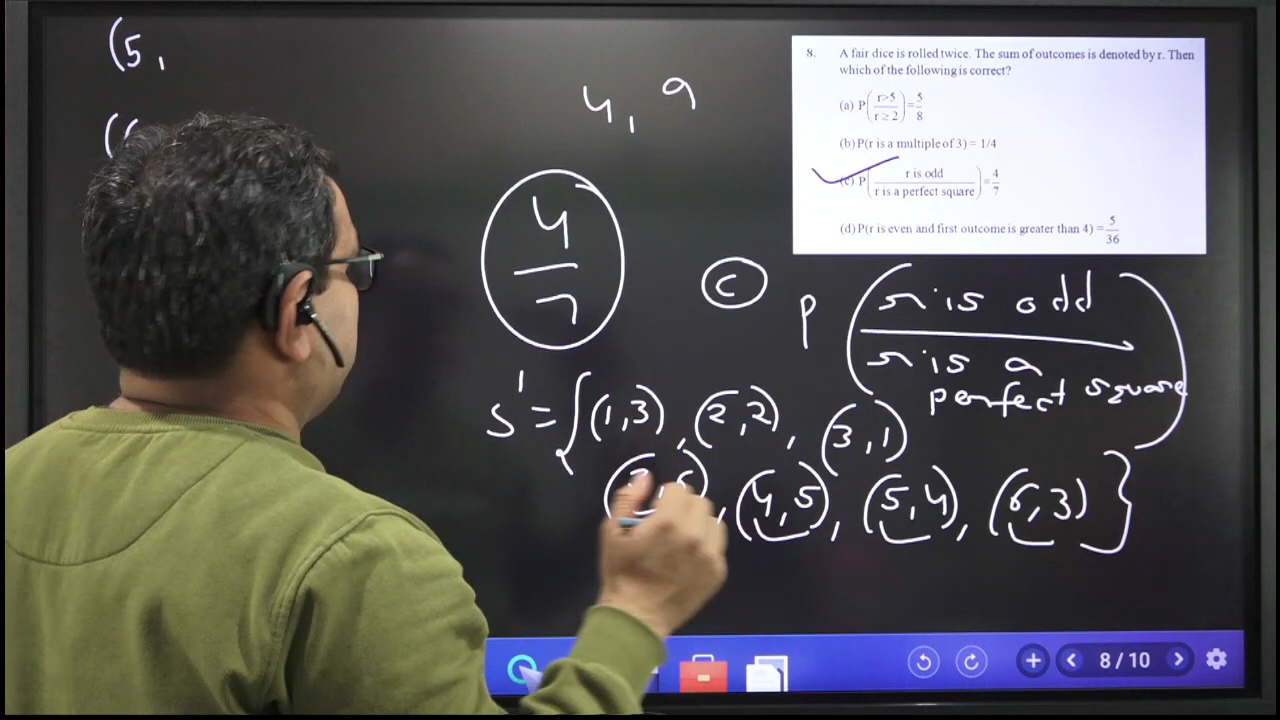 (5,
4, 9
8. A fair dice is rolled twice. The sum of outcomes is denoted by r. Then
which of the following is correct?
(a) P(r>5 / r ≥ 2) = 5/8
(b) P(r is a multiple of 3) = 1/4
(c) P(r is odd / r is a perfect square) = 4/7
(d) P(r is even and first outcome is greater than 4) = 5/36
4/7
(c) P(r is odd / r is a perfect square)
S' = {(1,3), (2,2), (3,1)
, (4,5), (5,4), (6,3)}
8 / 10